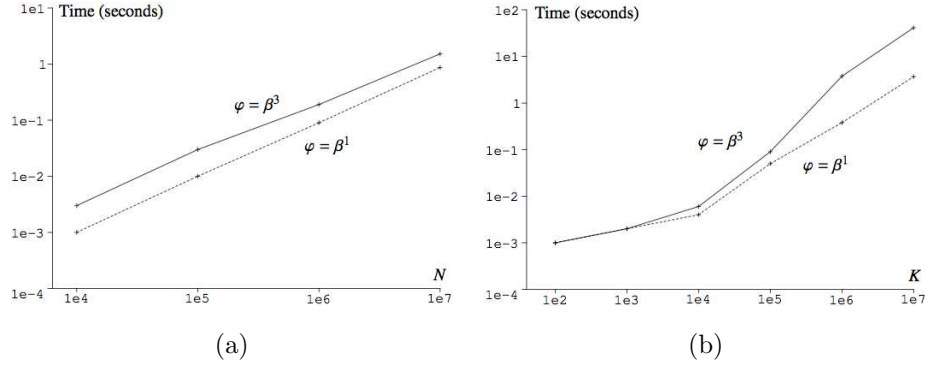 Time (seconds)
1e1
1
1e−1
1e−2
1e−3
1e−4
φ = β³
φ = β¹
N
1e4 1e5 1e6 1e7
(a)
Time (seconds)
1e2
1e1
1
1e−1
1e−2
1e−3
1e−4
φ = β³
φ = β¹
K
1e2 1e3 1e4 1e5 1e6 1e7
(b)